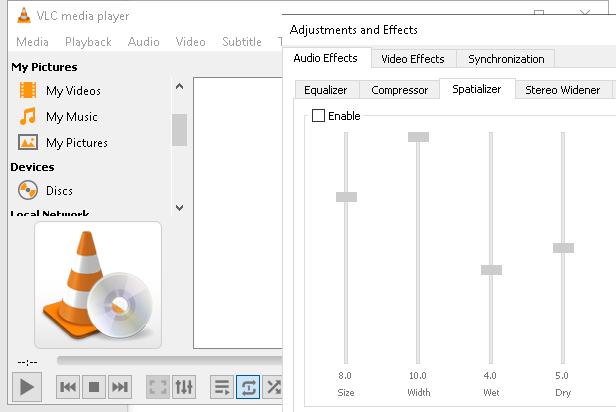 VLC media player
Media Playback Audio Video Subtitle
Adjustments and Effects
Audio Effects Video Effects Synchronization
Equalizer Compressor Spatializer Stereo Widener
Enable
My Pictures
My Videos
My Music
My Pictures
Devices
Discs
Local Network
--:--
8.0 10.0 4.0 5.0
Size Width Wet Dry